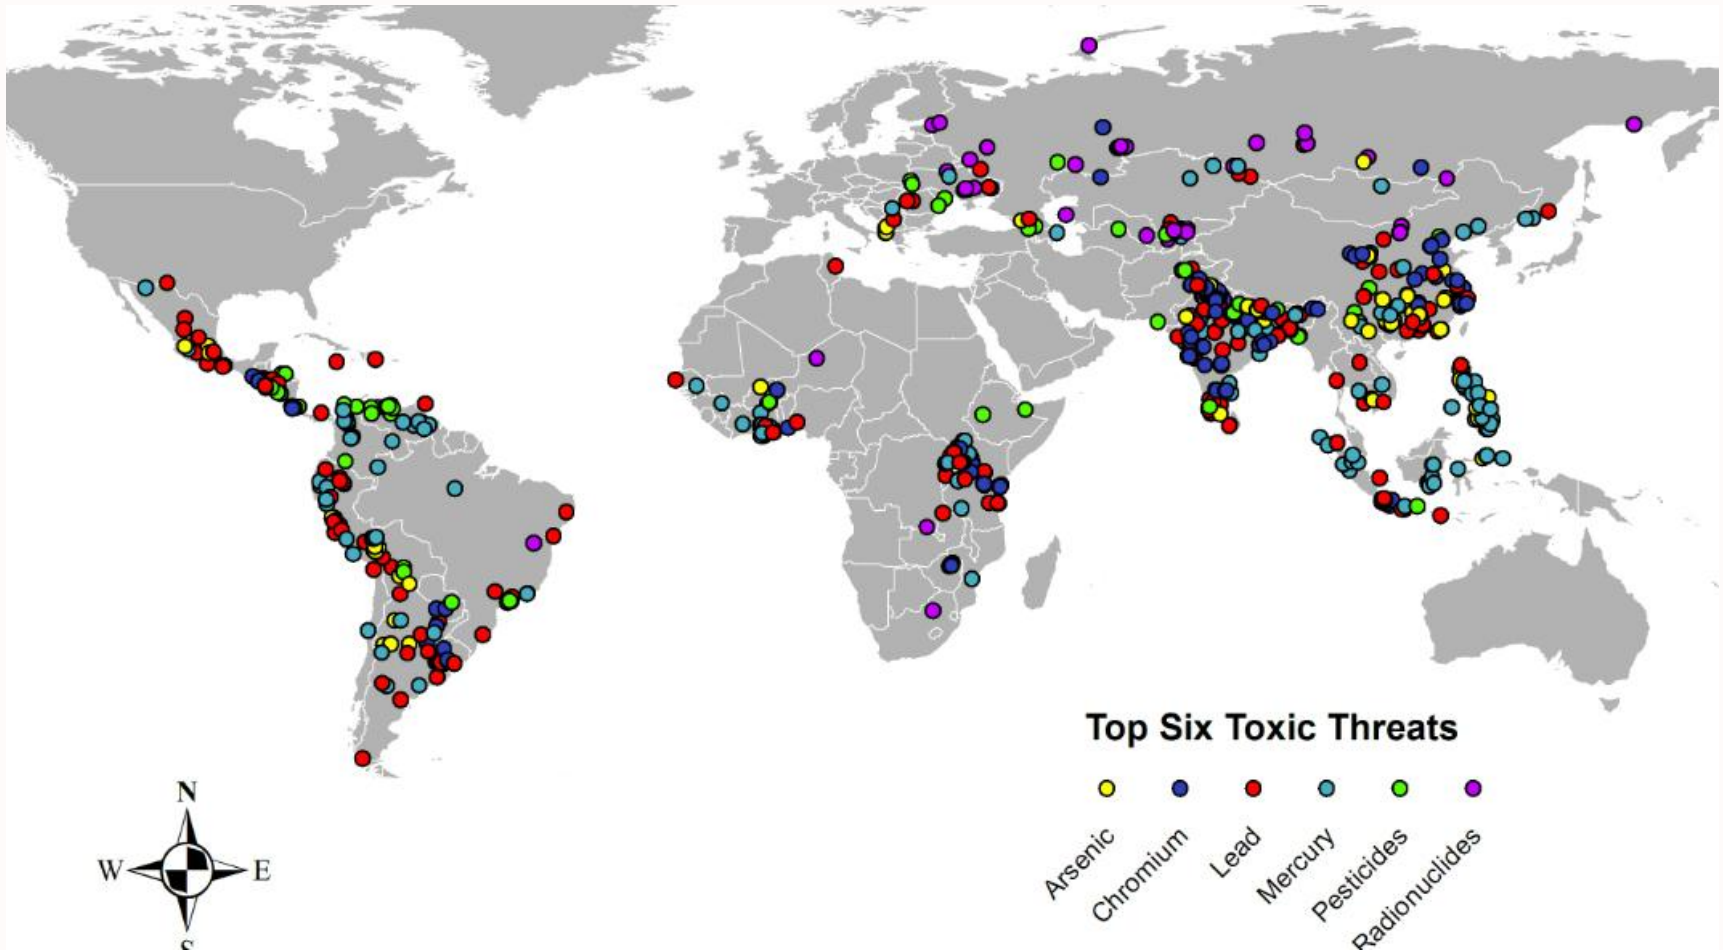 Top Six Toxic Threats
Arsenic
Chromium
Lead
Mercury
Pesticides
Radionuclides
N
W
E
S